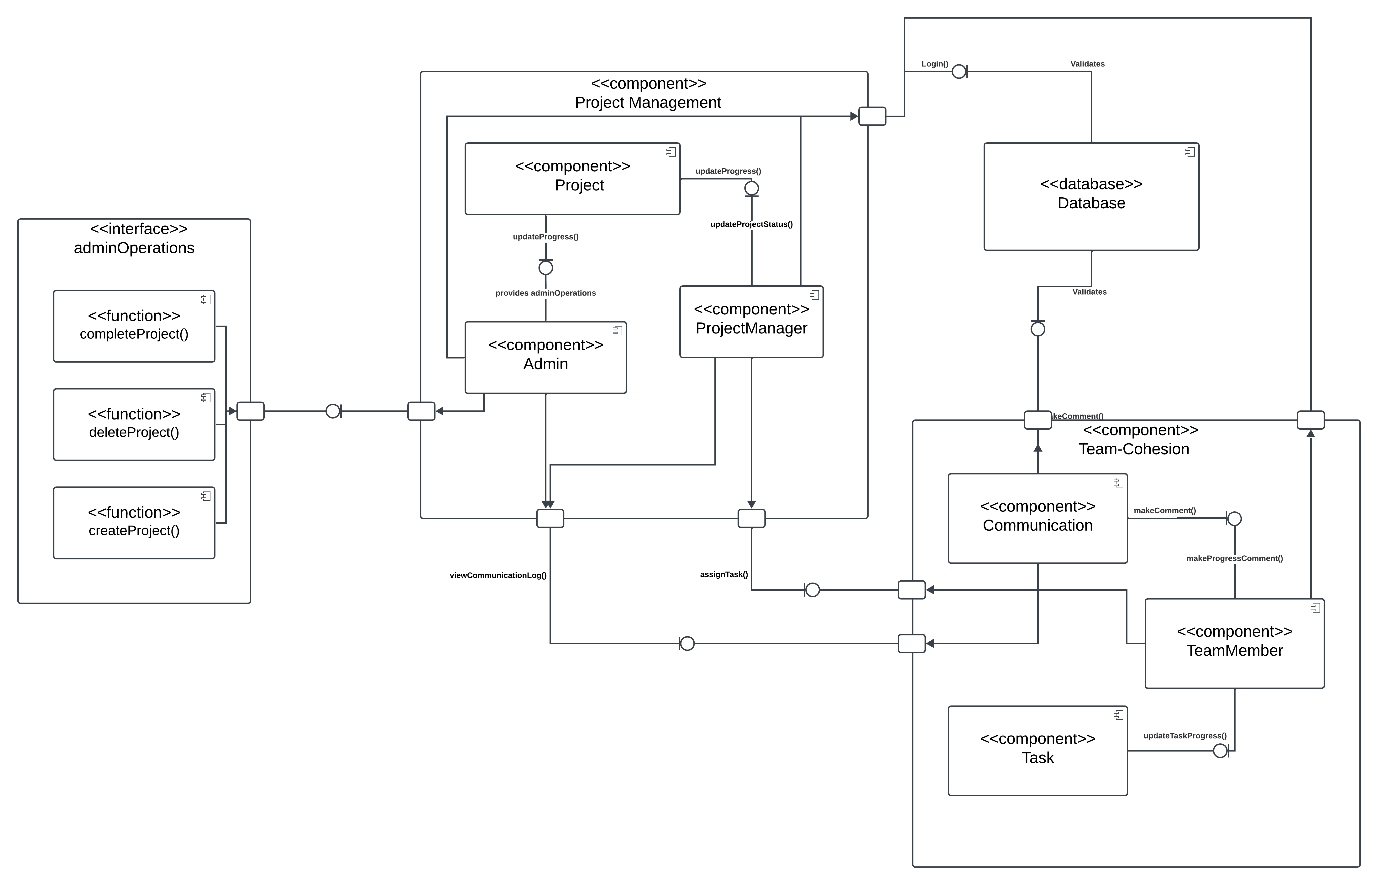 Login()
Validates
<<component>>
Project Management
<<component>>
Project
updateProgress()
updateProjectStatus()
<<database>>
Database
<<interface>>
adminOperations
updateProgress()
provides adminOperations
Validates
<<function>>
completeProject()
<<component>>
ProjectManager
<<component>>
Admin
<<function>>
deleteProject()
keComment()
<<component>>
Team-Cohesion
<<function>>
createProject()
<<component>>
Communication
makeComment()
makeProgressComment()
viewCommunicationLog()
assignTask()
<<component>>
TeamMember
<<component>>
Task
updateTaskProgress()